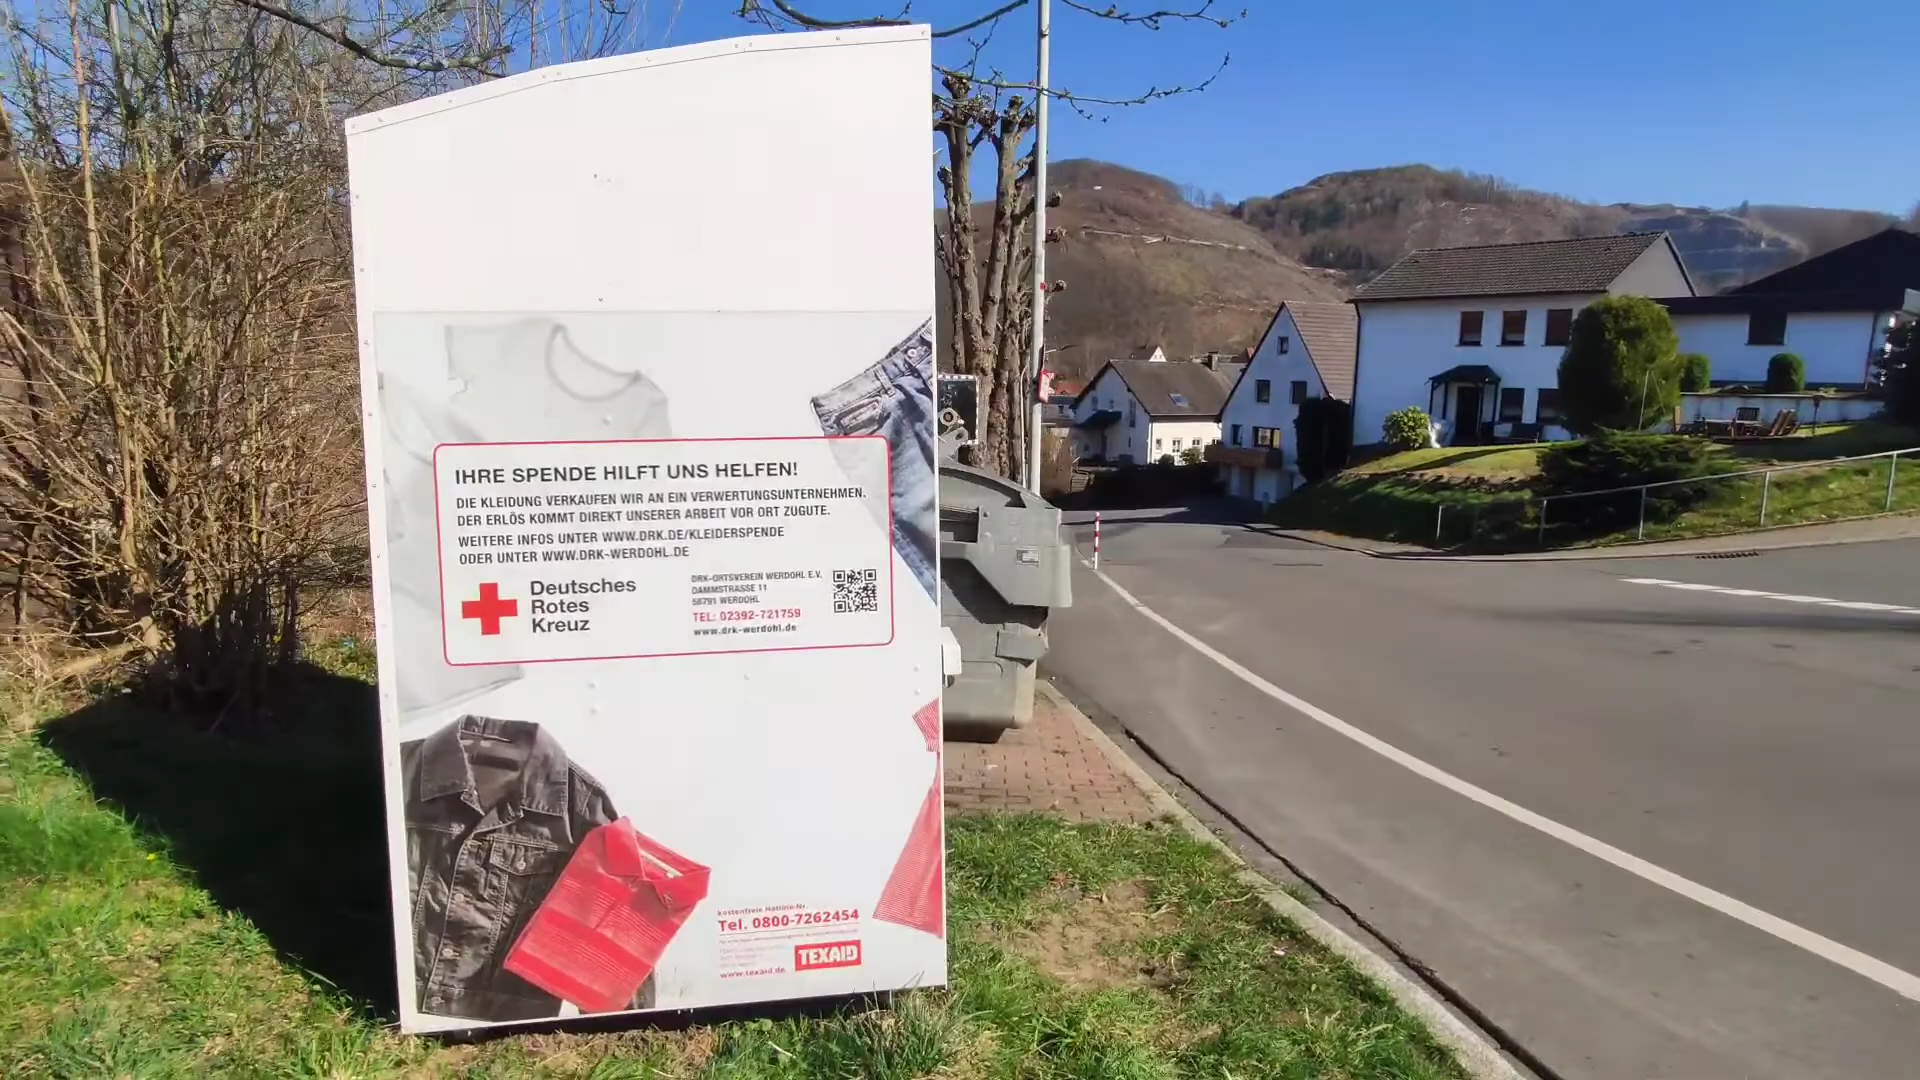 IHRE SPENDE HILFT UNS HELFEN!
DIE KLEIDUNG VERKAUFEN WIR AN EIN VERWERTUNGSUNTERNEHMEN.
DER ERLÖS KOMMT DIREKT UNSERER ARBEIT VOR ORT ZUGUTE.
WEITERE INFOS UNTER WWW.DRK.DE/KLEIDERSPENDE
ODER UNTER WWW.DRK-WERDOHL.DE
Deutsches
Rotes
Kreuz
DRK-ORTSVEREIN WERDOHL E.V.
DAMMSTRASSE 11
58791 WERDOHL
TEL: 02392-721759
www.drk-werdohl.de
kostenfreie Hotline-Nr.
Tel. 0800-7262454
TEXAID
www.texaid.de